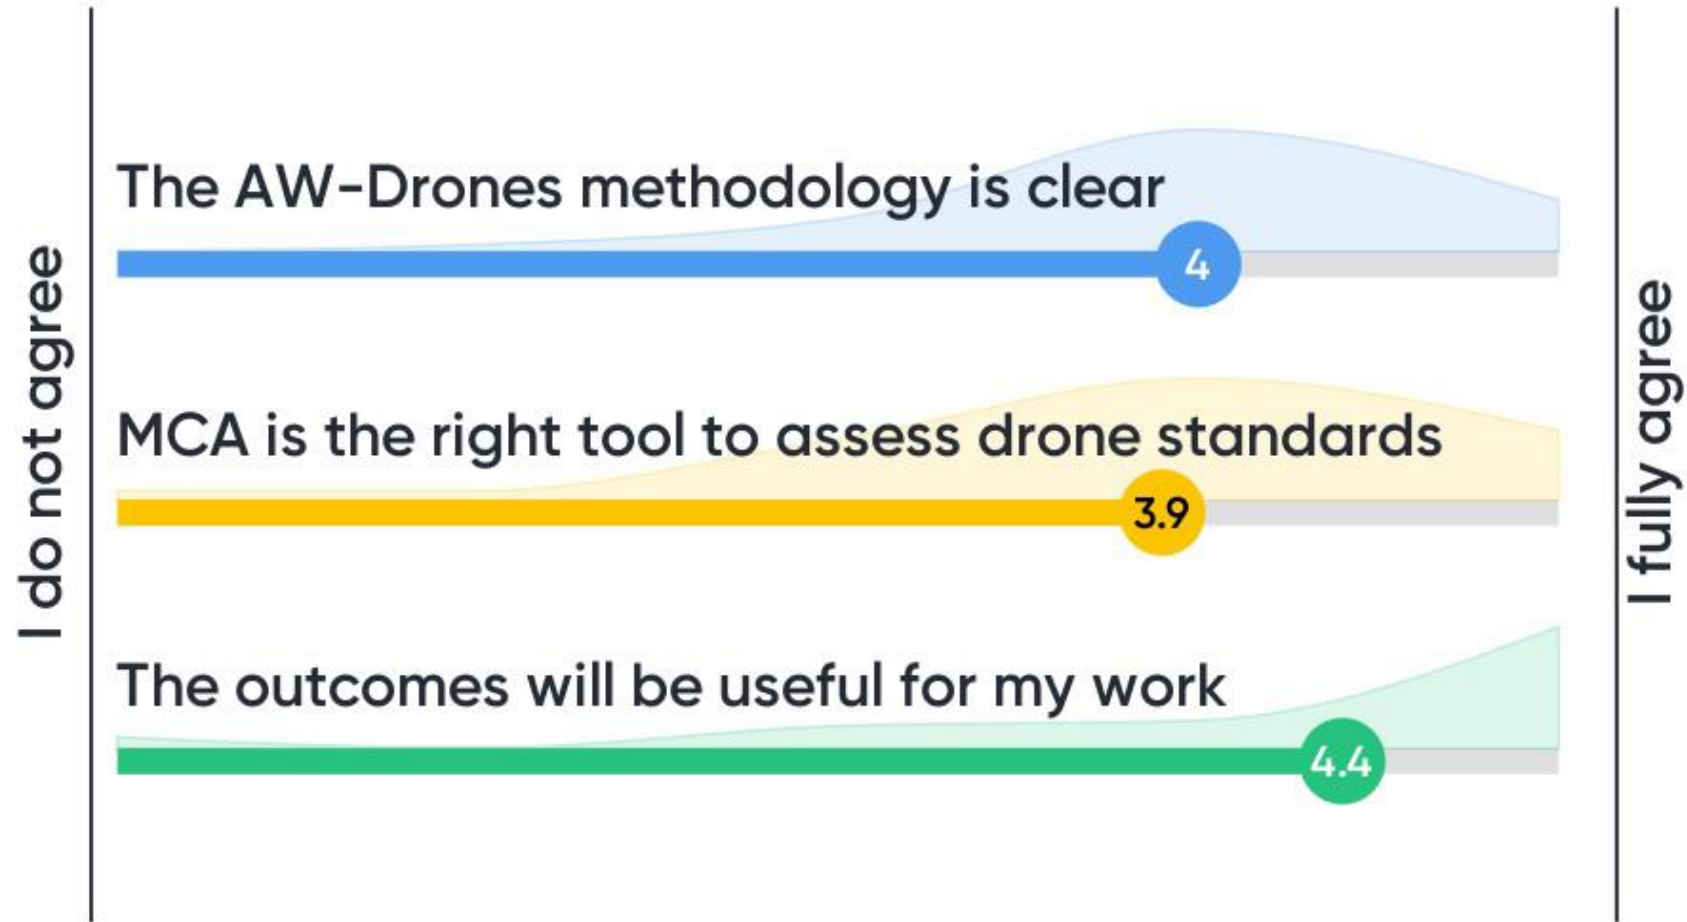 I do not agree
The AW-Drones methodology is clear
4
MCA is the right tool to assess drone standards
3.9
The outcomes will be useful for my work
4.4
I fully agree